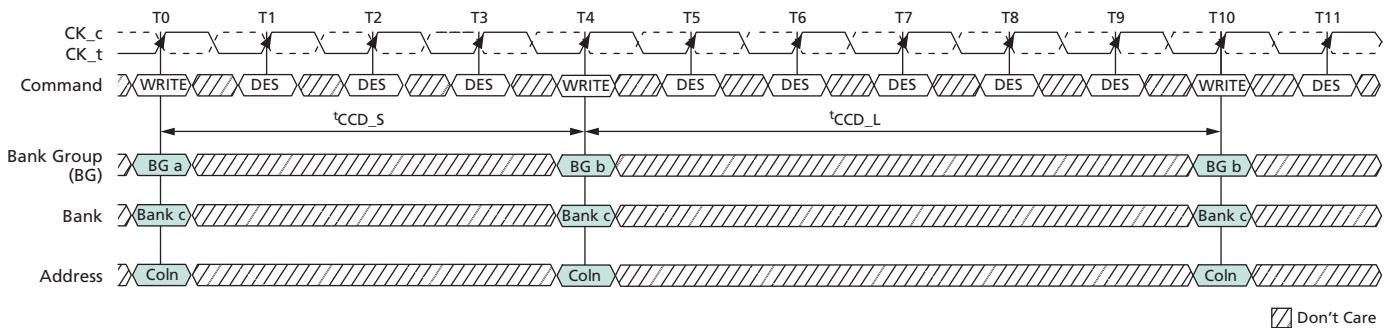 T0 T1 T2 T3 T4 T5 T6 T7 T8 T9 T10 T11
CK_c
CK_t
Command WRITE DES DES DES WRITE DES DES DES DES DES WRITE DES
tCCD_S tCCD_L
Bank Group
(BG) BG a BG b BG b
Bank Bank c Bank c Bank c
Address Coln Coln Coln
Don't Care